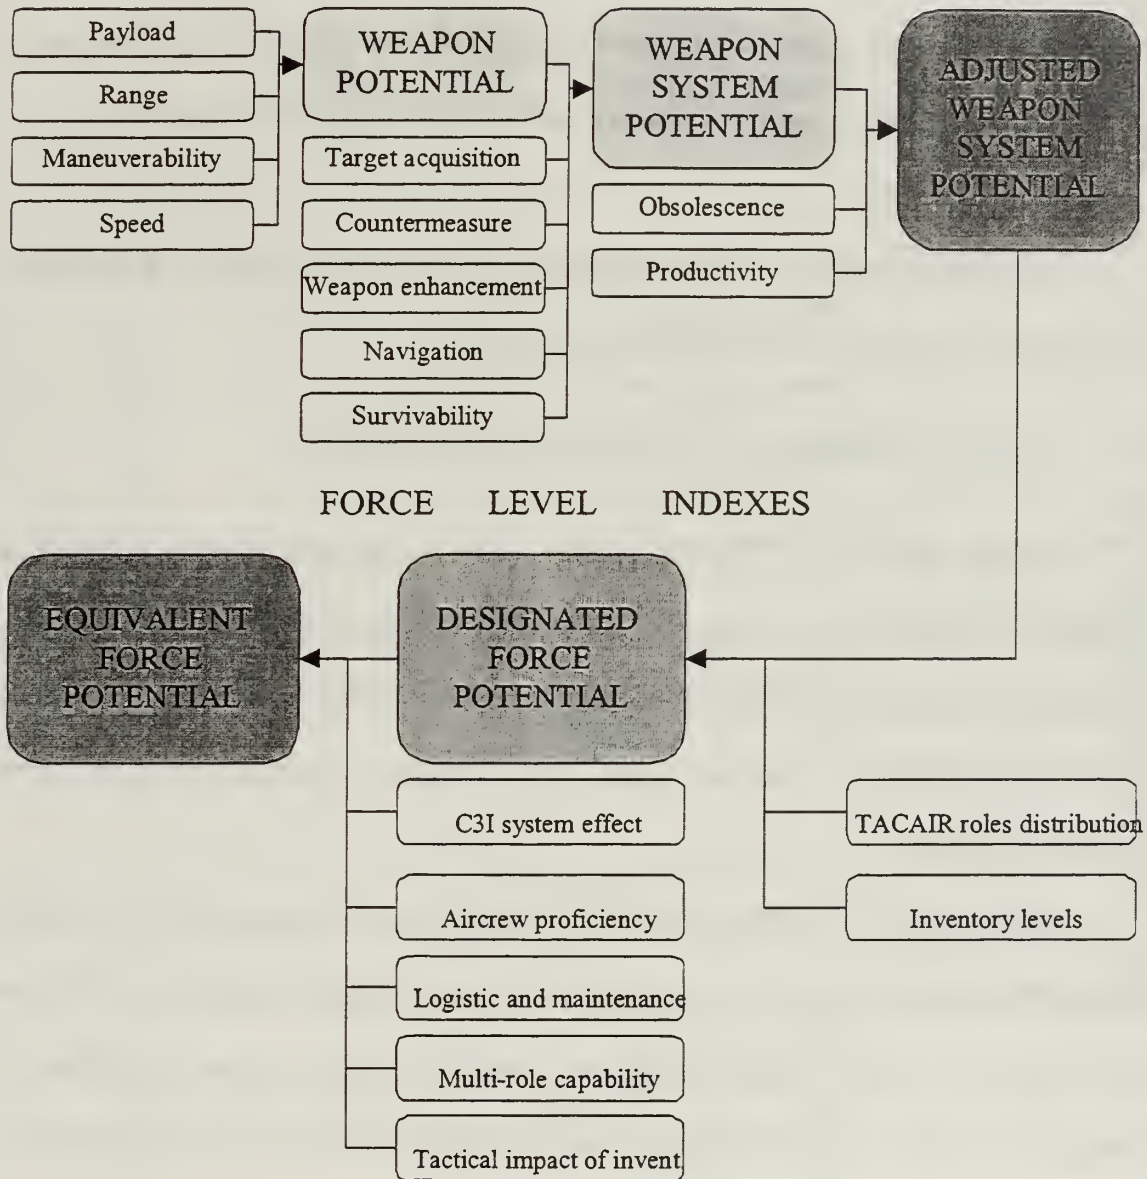 Payload
Range
Maneuverability
Speed
WEAPON
POTENTIAL
Target acquisition
Countermeasure
Weapon enhancement
Navigation
Survivability
WEAPON
SYSTEM
POTENTIAL
Obsolescence
Productivity
ADJUSTED
WEAPON
SYSTEM
POTENTIAL
FORCE LEVEL INDEXES
EQUIVALENT
FORCE
POTENTIAL
DESIGNATED
FORCE
POTENTIAL
C3I system effect
Aircrew proficiency
Logistic and maintenance
Multi-role capability
Tactical impact of invent
TACAIR roles distribution
Inventory levels